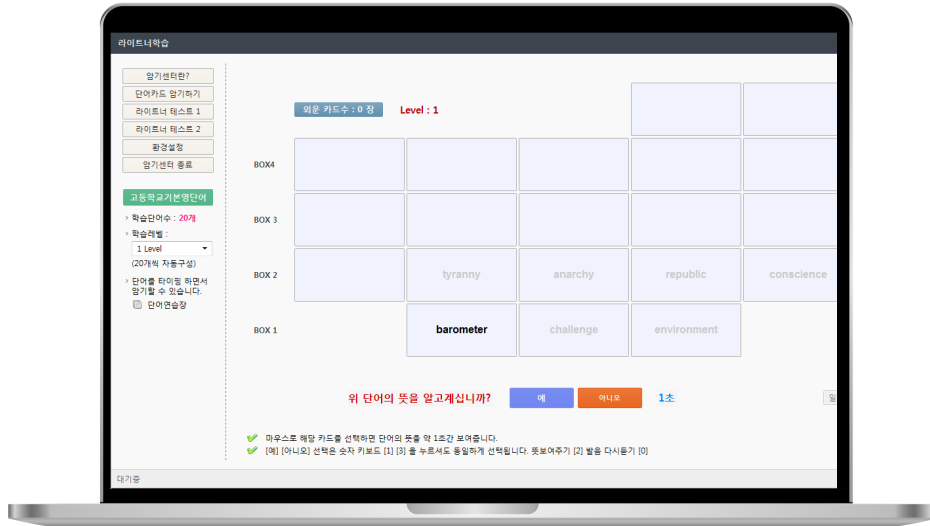 라이트너학습
암기센터란?
단어카드 암기하기
라이트너 테스트 1
라이트너 테스트 2
환경설정
암기센터 종료
고등학교기본영단어
› 학습단어수 : 20개
› 학습레벨 :
1 Level
(20개씩 자동구성)
› 단어를 타이핑 하면서
암기할 수 있습니다.
단어연습장
외운 카드수 : 0 장 Level : 1
BOX4
BOX 3
BOX 2 tyranny anarchy republic conscience
BOX 1 barometer challenge environment
위 단어의 뜻을 알고계십니까? 예 아니오 1초
마우스로 해당 카드를 선택하면 단어의 뜻을 약 1초간 보여줍니다.
[예] [아니오] 선택은 숫자 키보드 [1] [3] 을 누르셔도 동일하게 선택됩니다. 뜻보여주기 [2] 발음 다시듣기 [0]
대기중